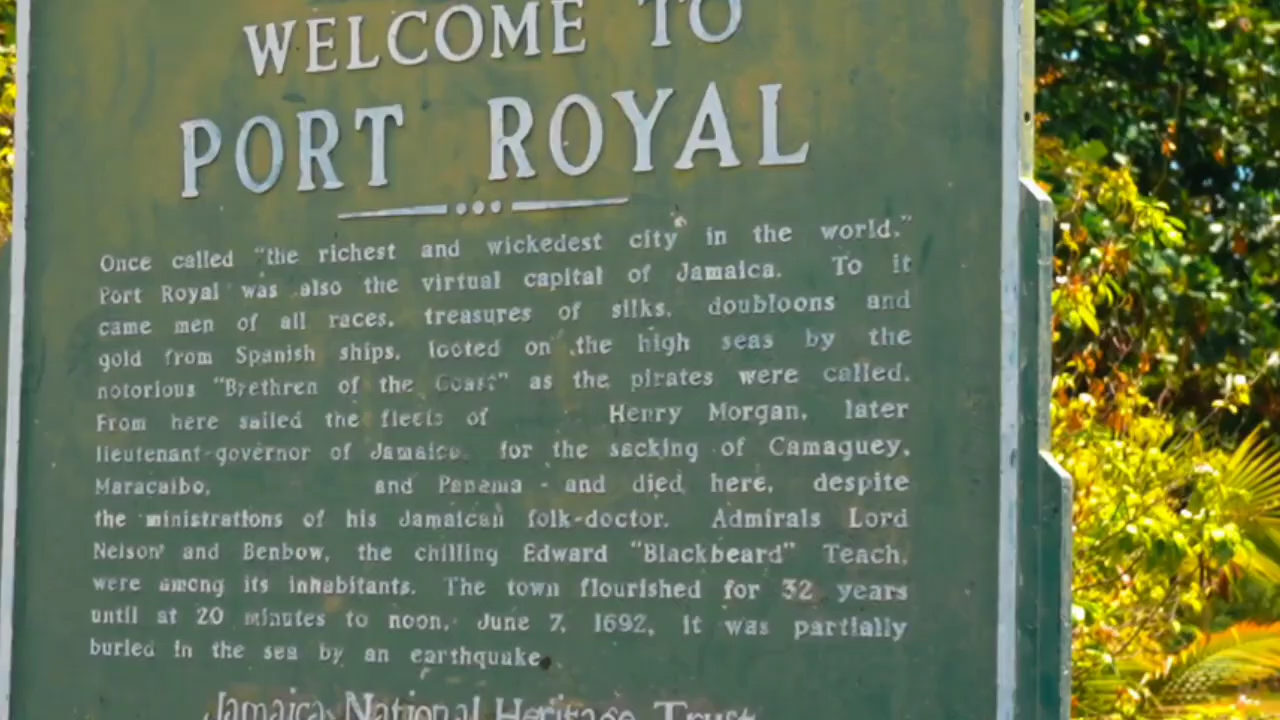 WELCOME TO
PORT ROYAL
Once called "the richest and wickedest city in the world,"
Port Royal was also the virtual capital of Jamaica. To it
came men of all races, treasures of silks, doubloons and
gold from Spanish ships, looted on the high seas by the
notorious "Brethren of the Coast" as the pirates were called.
From here sailed the fleets of Henry Morgan, later
lieutenant-governor of Jamaica, for the sacking of Camaguey,
Maracaibo, and Panama - and died here, despite
the ministrations of his Jamaican folk-doctor. Admirals Lord
Nelson and Benbow, the chilling Edward "Blackbeard" Teach,
were among its inhabitants. The town flourished for 32 years
until at 20 minutes to noon, June 7, 1692, it was partially
buried in the sea by an earthquake.
Jamaica National Heritage Trust